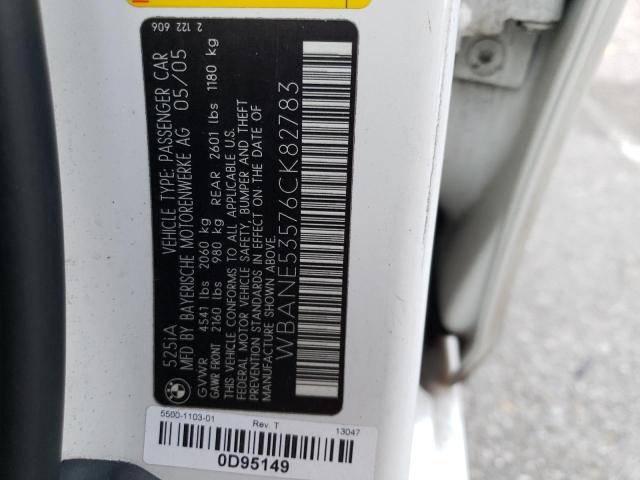 2 122 606
525iA VEHICLE TYPE: PASSENGER CAR
MFD BY BAYERISCHE MOTORENWERKE AG 05/05
GVWR 4541 lbs 2060 kg
GAWR FRONT 2160 lbs 980 kg REAR 2601 lbs 1180 kg
THIS VEHICLE CONFORMS TO ALL APPLICABLE U.S.
FEDERAL MOTOR VEHICLE SAFETY, BUMPER AND THEFT
PREVENTION STANDARDS IN EFFECT ON THE DATE OF
MANUFACTURE SHOWN ABOVE.
WBANE53576CK82783
5500-1103-01 Rev. T 13047
0D95149